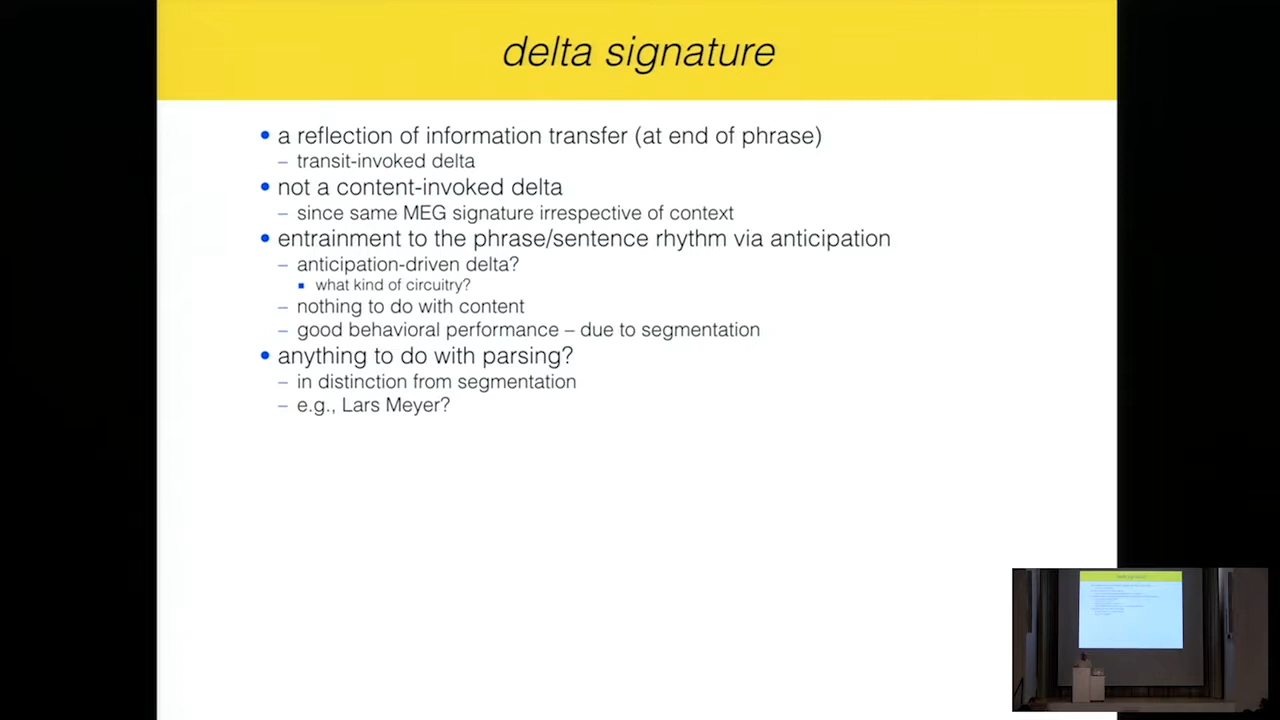 delta signature
• a reflection of information transfer (at end of phrase)
– transit-invoked delta
• not a content-invoked delta
– since same MEG signature irrespective of context
• entrainment to the phrase/sentence rhythm via anticipation
– anticipation-driven delta?
▪ what kind of circuitry?
– nothing to do with content
– good behavioral performance – due to segmentation
• anything to do with parsing?
– in distinction from segmentation
– e.g., Lars Meyer?